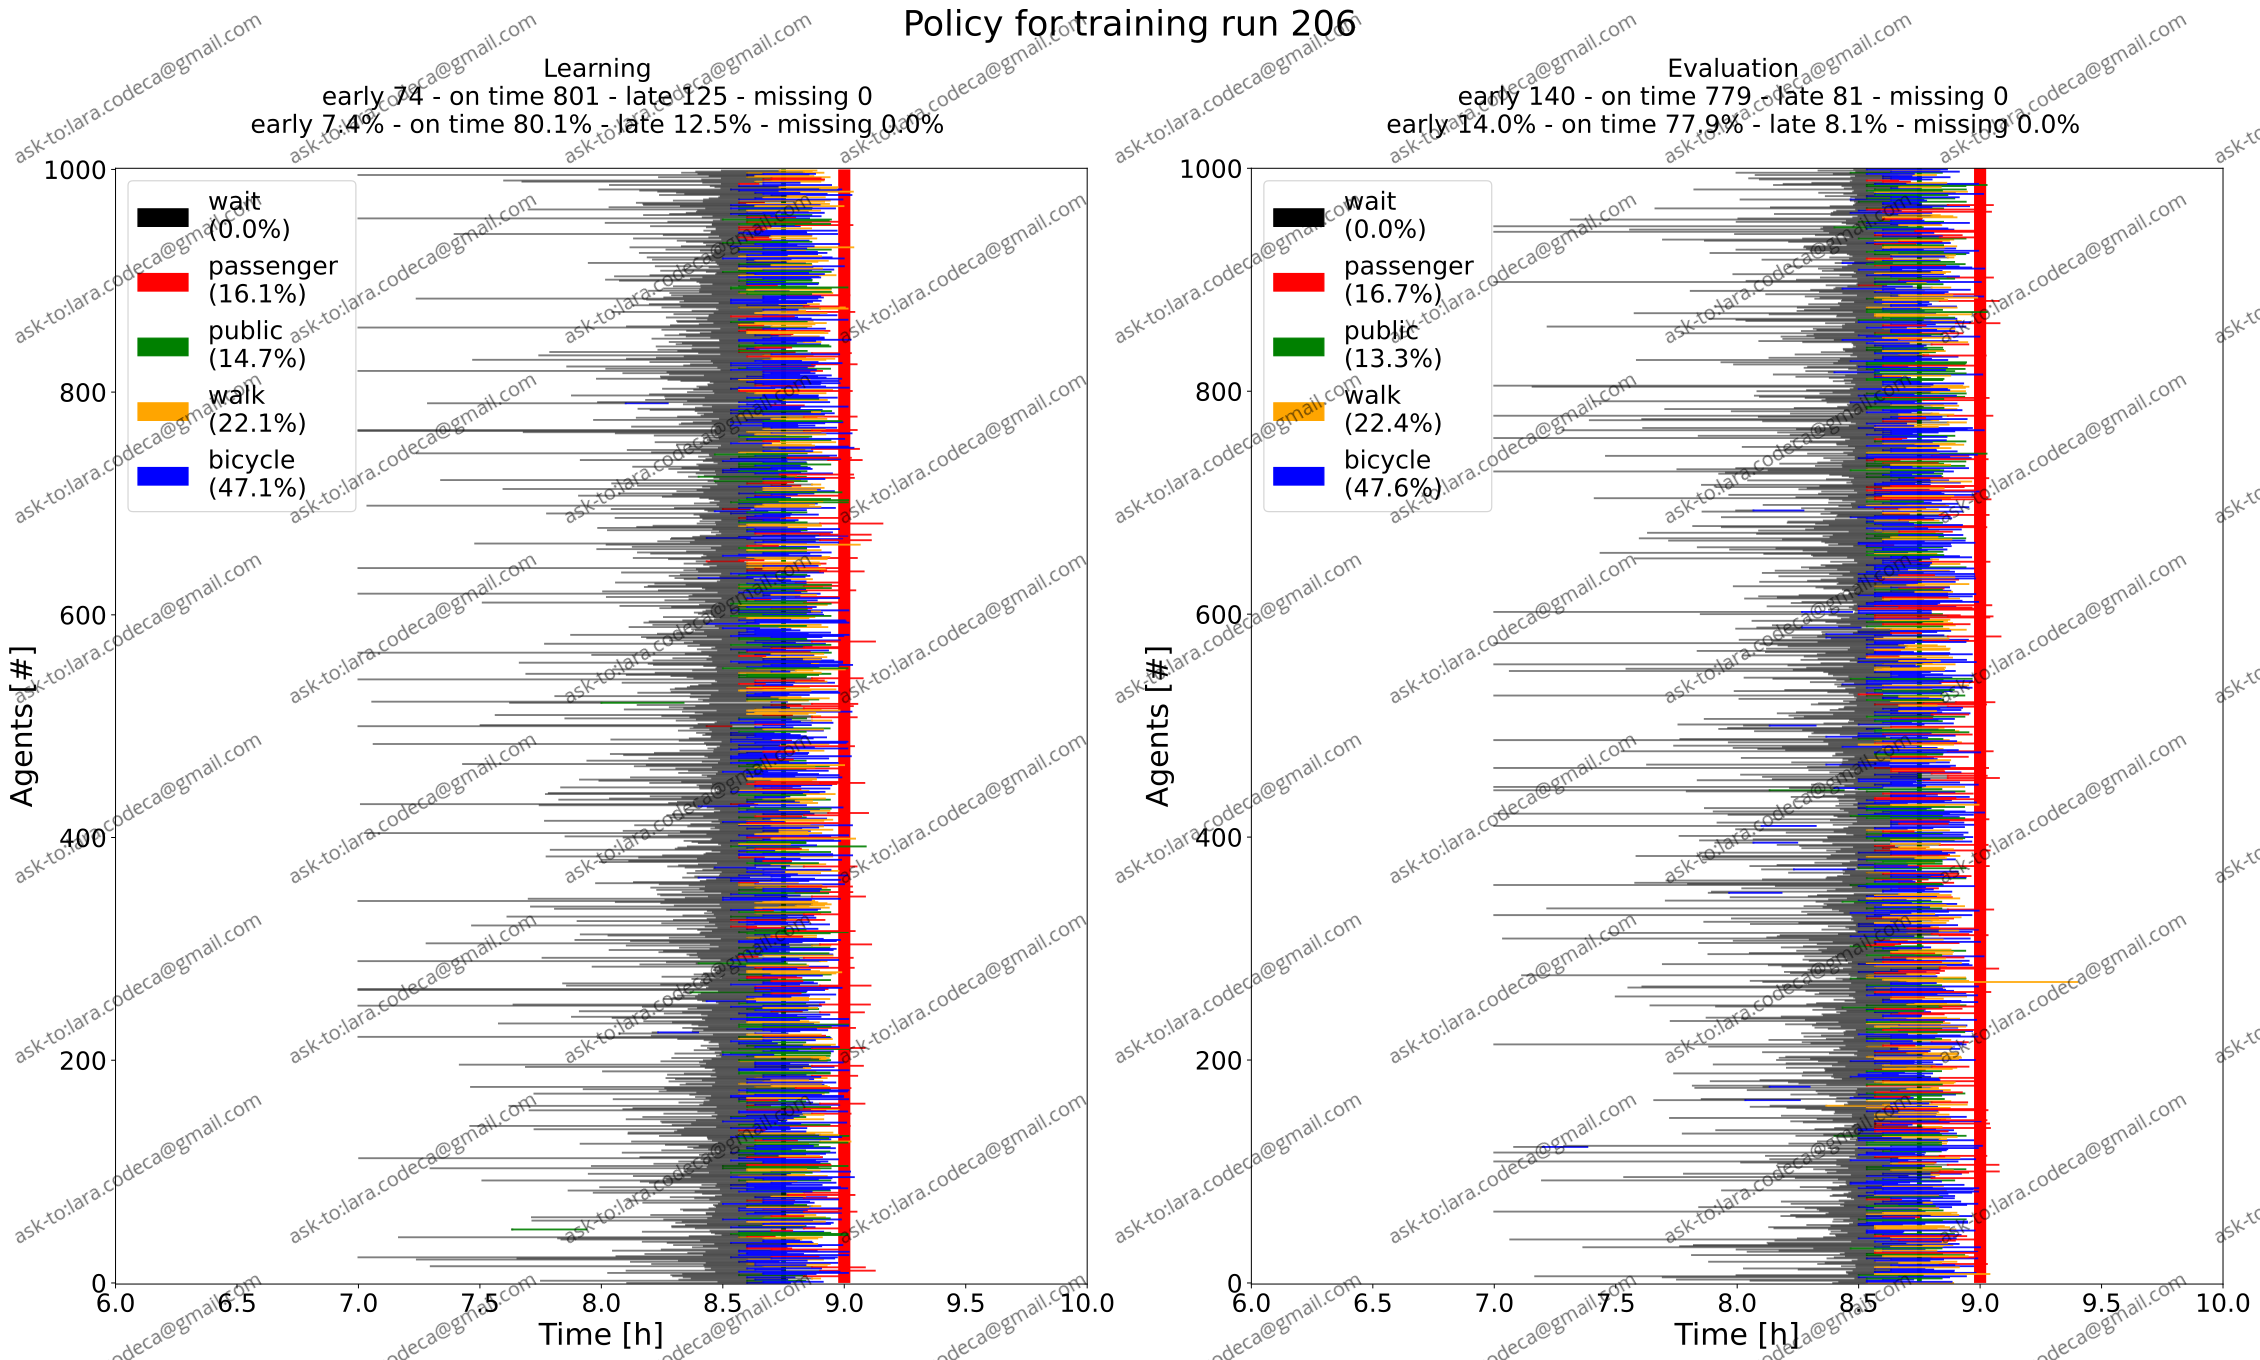 Policy for training run 206
Learning
early 74 - on time 801 - late 125 - missing 0
early 7.4% - on time 80.1% - late 12.5% - missing 0.0%
Evaluation
early 140 - on time 779 - late 81 - missing 0
early 14.0% - on time 77.9% - late 8.1% - missing 0.0%
wait
(0.0%)
passenger
(16.1%)
public
(14.7%)
walk
(22.1%)
bicycle
(47.1%)
Agents [#]
1000
800
600
400
200
0
6.0 6.5 7.0 7.5 8.0 8.5 9.0 9.5 10.0
Time [h]
wait
(0.0%)
passenger
(16.7%)
public
(13.3%)
walk
(22.4%)
bicycle
(47.6%)
Agents [#]
1000
800
600
400
200
0
6.0 6.5 7.0 7.5 8.0 8.5 9.0 9.5 10.0
Time [h]
ask-to:lara.codeca@gmail.com